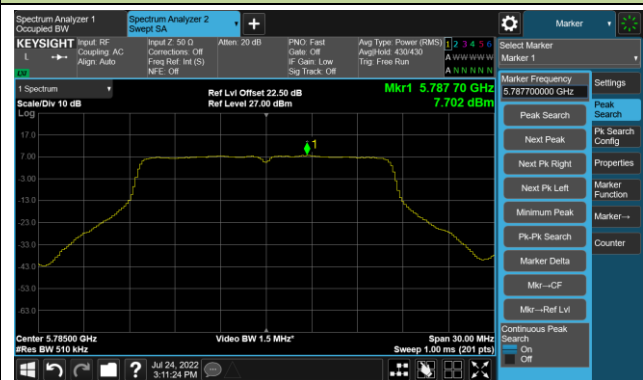 Spectrum Analyzer 1
Occupied BW
Spectrum Analyzer 2
Swept SA
Marker
KEYSIGHT
L
Input: RF
Coupling: AC
Align: Auto
Input Z: 50 Ω
Corrections: Off
Freq Ref: Int (S)
NFE: Off
Atten: 20 dB
PNO: Fast
Gate: Off
IF Gain: Low
Sig Track: Off
Avg Type: Power (RMS)
Avg|Hold: 430/430
Trig: Free Run
1 2 3 4 5 6
A W W W W W
A N N N N N
Select Marker
Marker 1
1 Spectrum
Scale/Div 10 dB
Log
Ref Lvl Offset 22.50 dB
Ref Level 27.00 dBm
Mkr1 5.787 70 GHz
7.702 dBm
17.0
7.00
-3.00
-13.0
-23.0
-33.0
-43.0
-53.0
-63.0
1
Center 5.78500 GHz
#Res BW 510 kHz
Video BW 1.5 MHz*
Span 30.00 MHz
Sweep 1.00 ms (201 pts)
Marker Frequency
5.787700000 GHz
Peak Search
Next Peak
Next Pk Right
Next Pk Left
Minimum Peak
Pk-Pk Search
Marker Delta
Mkr→CF
Mkr→Ref Lvl
Continuous Peak
Search
On
Off
Settings
Peak
Search
Pk Search
Config
Properties
Marker
Function
Marker→
Counter
?
Jul 24, 2022
3:11:24 PM